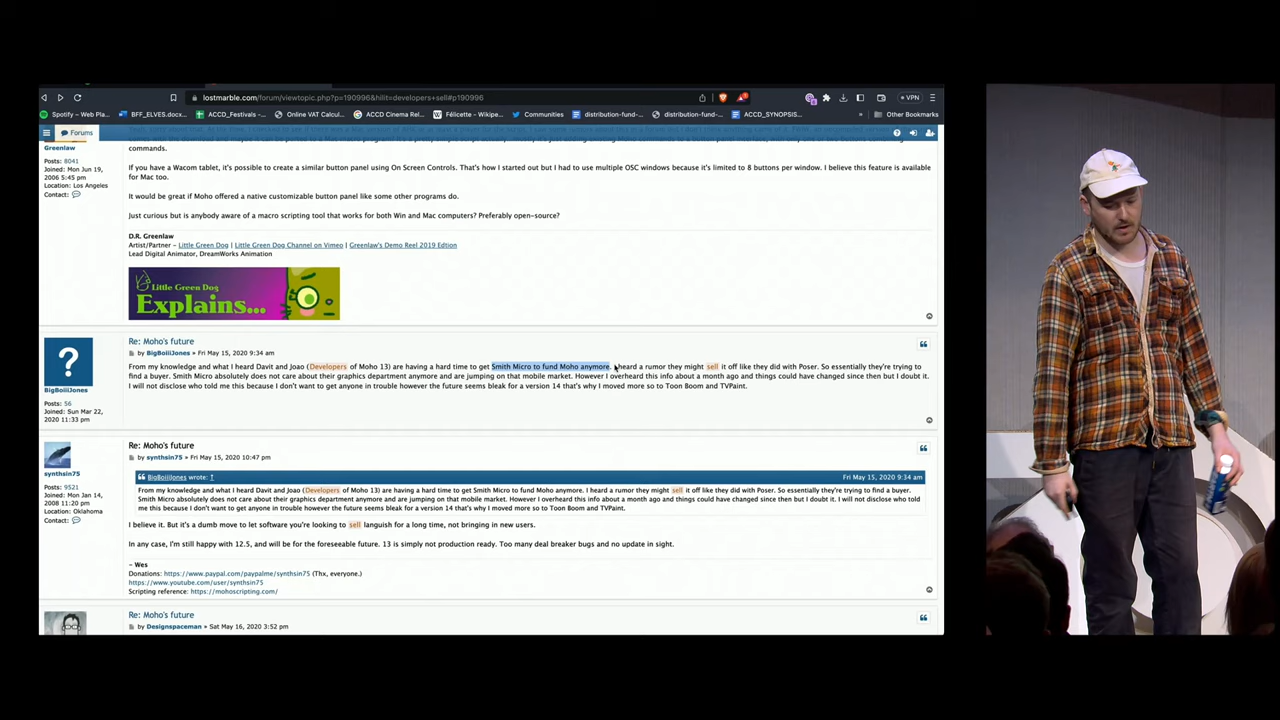 lostmarble.com/forum/viewtopic.php?p=190996&hilit=developers+sell#p190996
VPN
Spotify - Web Pla...
BFF_ELVES.docx...
ACCD_Festivals -...
Online VAT Calcul...
ACCD Cinema Rel...
Félicette - Wikipe...
Communities
distribution-fund-...
distribution-fund-...
ACCD_SYNOPSIS...
»
Other Bookmarks
Forums
Greenlaw
Posts: 8041
Joined: Mon Jun 19,
2006 5:45 pm
Location: Los Angeles
Contact:
commands.
If you have a Wacom tablet, it's possible to create a similar button panel using On Screen Controls. That's how I started out but I had to use multiple OSC windows because it's limited to 8 buttons per window. I believe this feature is available
for Mac too.
It would be great if Moho offered a native customizable button panel like some other programs do.
Just curious but is anybody aware of a macro scripting tool that works for both Win and Mac computers? Preferably open-source?
D.R. Greenlaw
Artist/Partner - Little Green Dog | Little Green Dog Channel on Vimeo | Greenlaw's Demo Reel 2019 Edtion
Lead Digital Animator, DreamWorks Animation
Little Green Dog
Explains...
?
BigBoiiJones
Posts: 56
Joined: Sun Mar 22,
2020 11:33 pm
Re: Moho's future
by BigBoiiJones » Fri May 15, 2020 9:34 am
From my knowledge and what I heard Davit and Joao (Developers of Moho 13) are having a hard time to get Smith Micro to fund Moho anymore. I heard a rumor they might sell it off like they did with Poser. So essentially they're trying to
find a buyer. Smith Micro absolutely does not care about their graphics department anymore and are jumping on that mobile market. However I overheard this info about a month ago and things could have changed since then but I doubt it.
I will not disclose who told me this because I don't want to get anyone in trouble however the future seems bleak for a version 14 that's why I moved more so to Toon Boom and TVPaint.
synthsin75
Posts: 9521
Joined: Mon Jan 14,
2008 11:20 pm
Location: Oklahoma
Contact:
Re: Moho's future
by synthsin75 » Fri May 15, 2020 10:47 pm
BigBoiiJones wrote: ↑
Fri May 15, 2020 9:34 am
From my knowledge and what I heard Davit and Joao (Developers of Moho 13) are having a hard time to get Smith Micro to fund Moho anymore. I heard a rumor they might sell it off like they did with Poser. So essentially they're trying to find a buyer.
Smith Micro absolutely does not care about their graphics department anymore and are jumping on that mobile market. However I overheard this info about a month ago and things could have changed since then but I doubt it. I will not disclose who told
me this because I don't want to get anyone in trouble however the future seems bleak for a version 14 that's why I moved more so to Toon Boom and TVPaint.
I believe it. But it's a dumb move to let software you're looking to sell languish for a long time, not bringing in new users.
In any case, I'm still happy with 12.5, and will be for the foreseeable future. 13 is simply not production ready. Too many deal breaker bugs and no update in sight.
- Wes
Donations: https://www.paypal.com/paypalme/synthsin75 (Thx, everyone.)
https://www.youtube.com/user/synthsin75
Scripting reference: https://mohoscripting.com/
Re: Moho's future
by Designspaceman » Sat May 16, 2020 3:52 pm